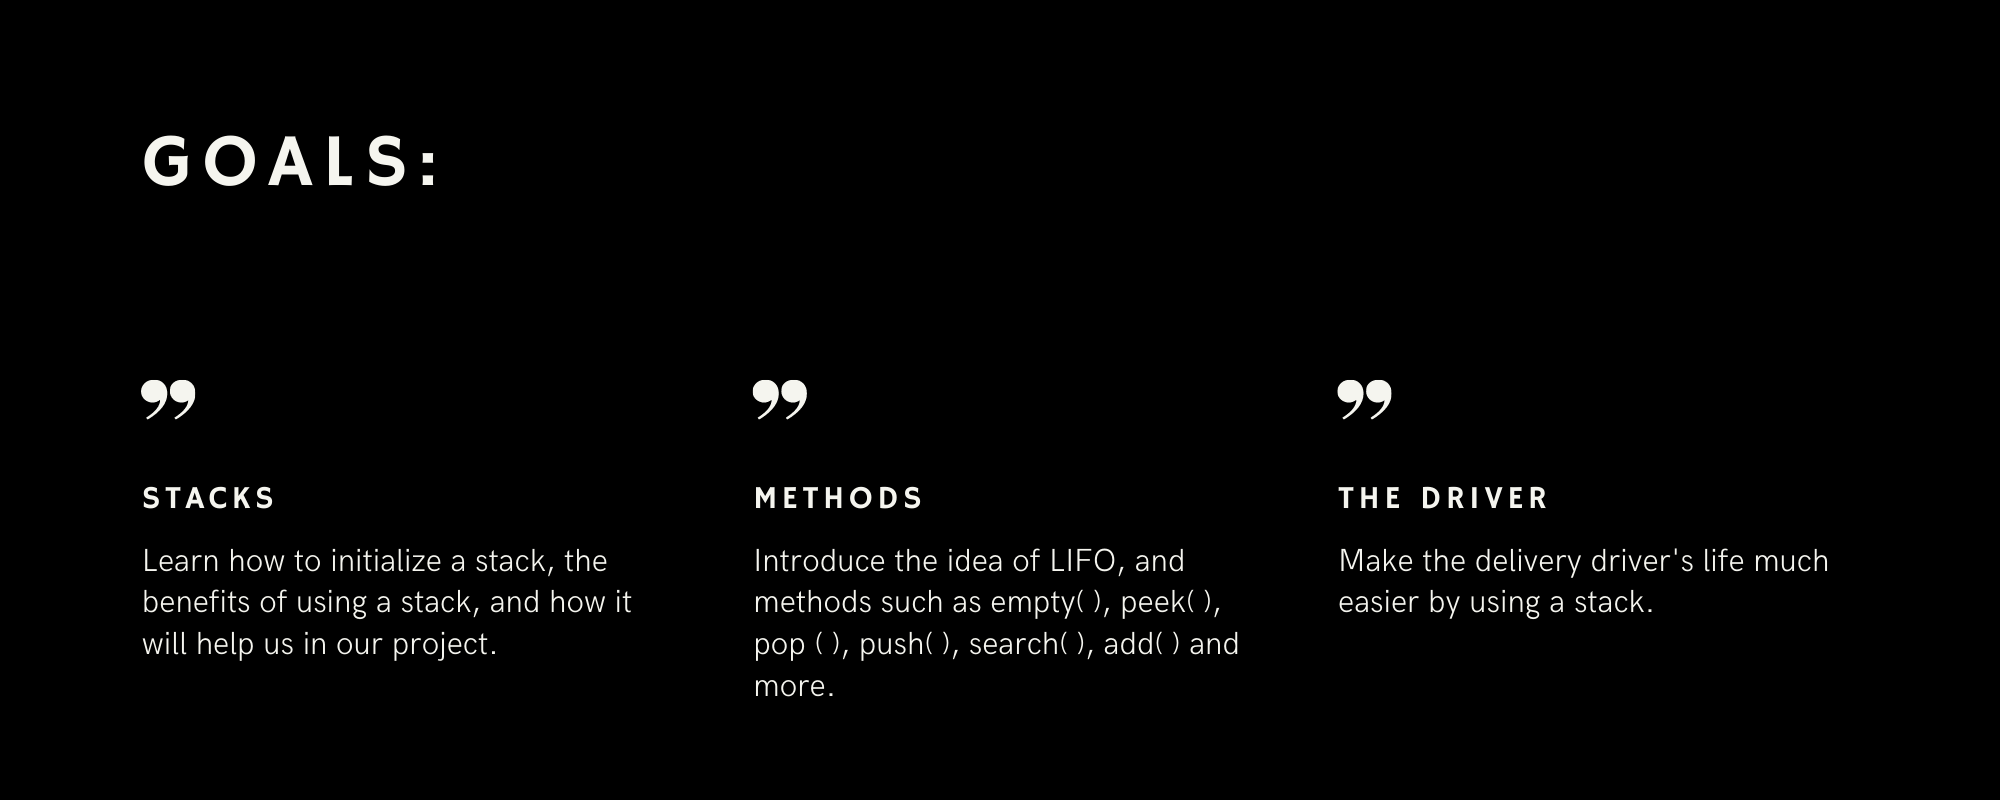 GOALS:
STACKS
Learn how to initialize a stack, the
benefits of using a stack, and how it
will help us in our project.
METHODS
Introduce the idea of LIFO, and
methods such as empty( ), peek( ),
pop ( ), push( ), search( ), add( ) and
more.
THE DRIVER
Make the delivery driver's life much
easier by using a stack.